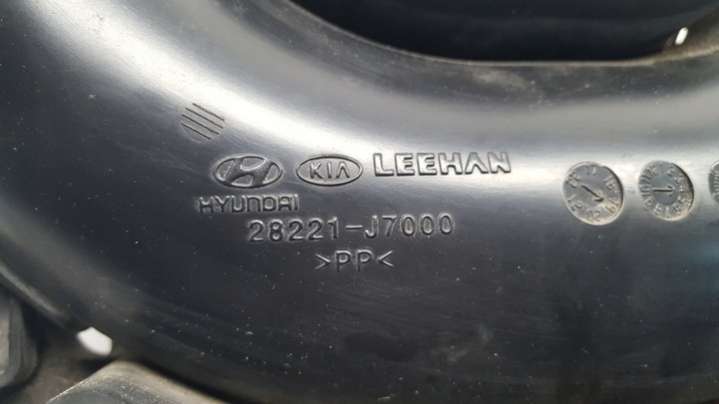 KIA LEEHAN
HYUNDAI
28221-J7000
>PP<